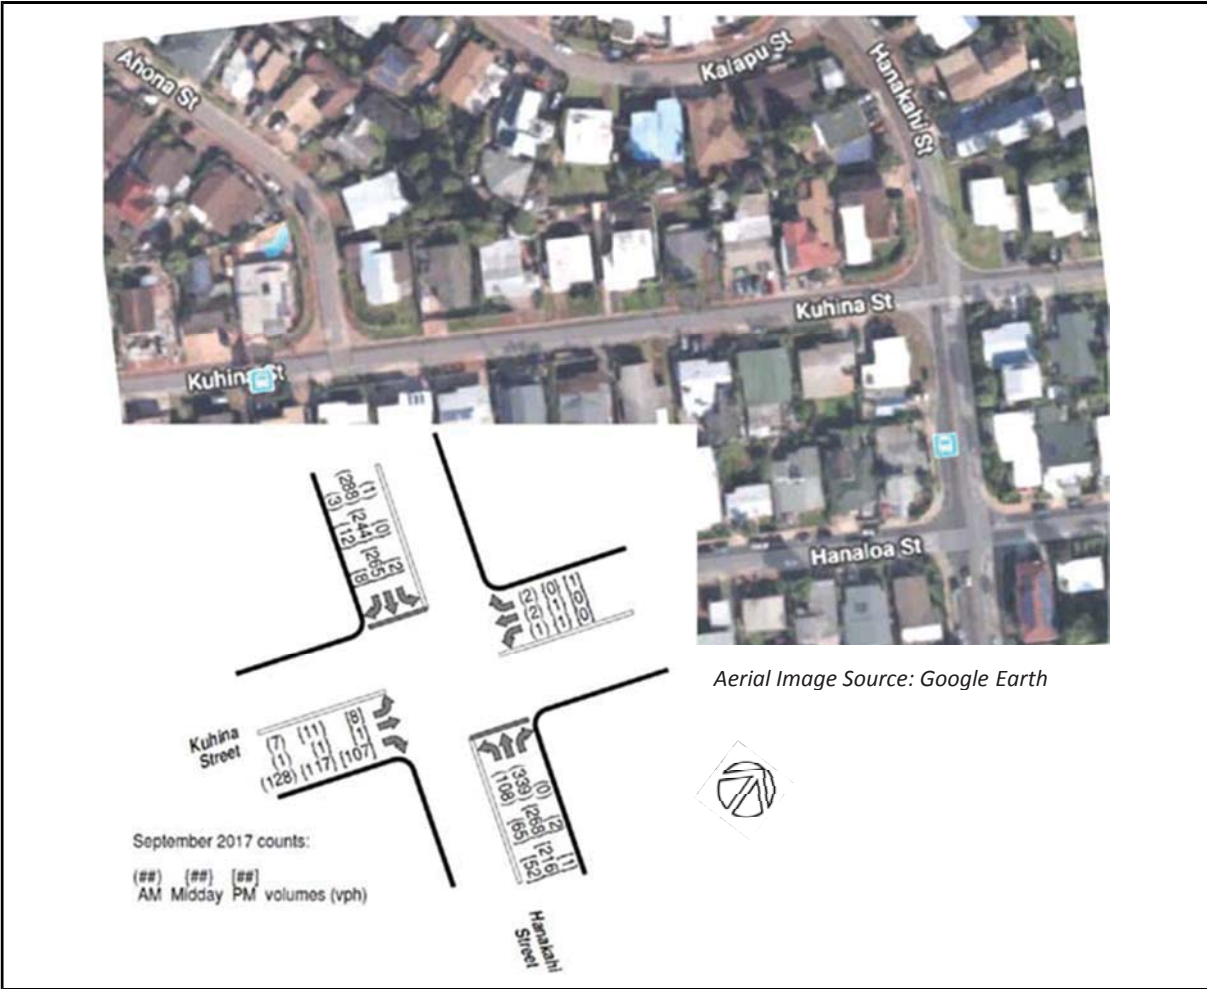 Ahona St
Kalapu St
Hanakahi St
Kuhina St
Kuhina St
Hanaloa St
Aerial Image Source: Google Earth
(1) {0} [2]
(288) {244} [265]
(3) {12} [8]
(2) {0} [1]
(2) {1} [0]
(1) {1} [0]
Kuhina
Street
(7) {11} [8]
(1) {1} [1]
(128) {117} [107]
(108) {65} [52]
(339) {268} [216]
(0) {2} [1]
Hanakahi
Street
September 2017 counts:
(##) {##} [##]
AM Midday PM volumes (vph)